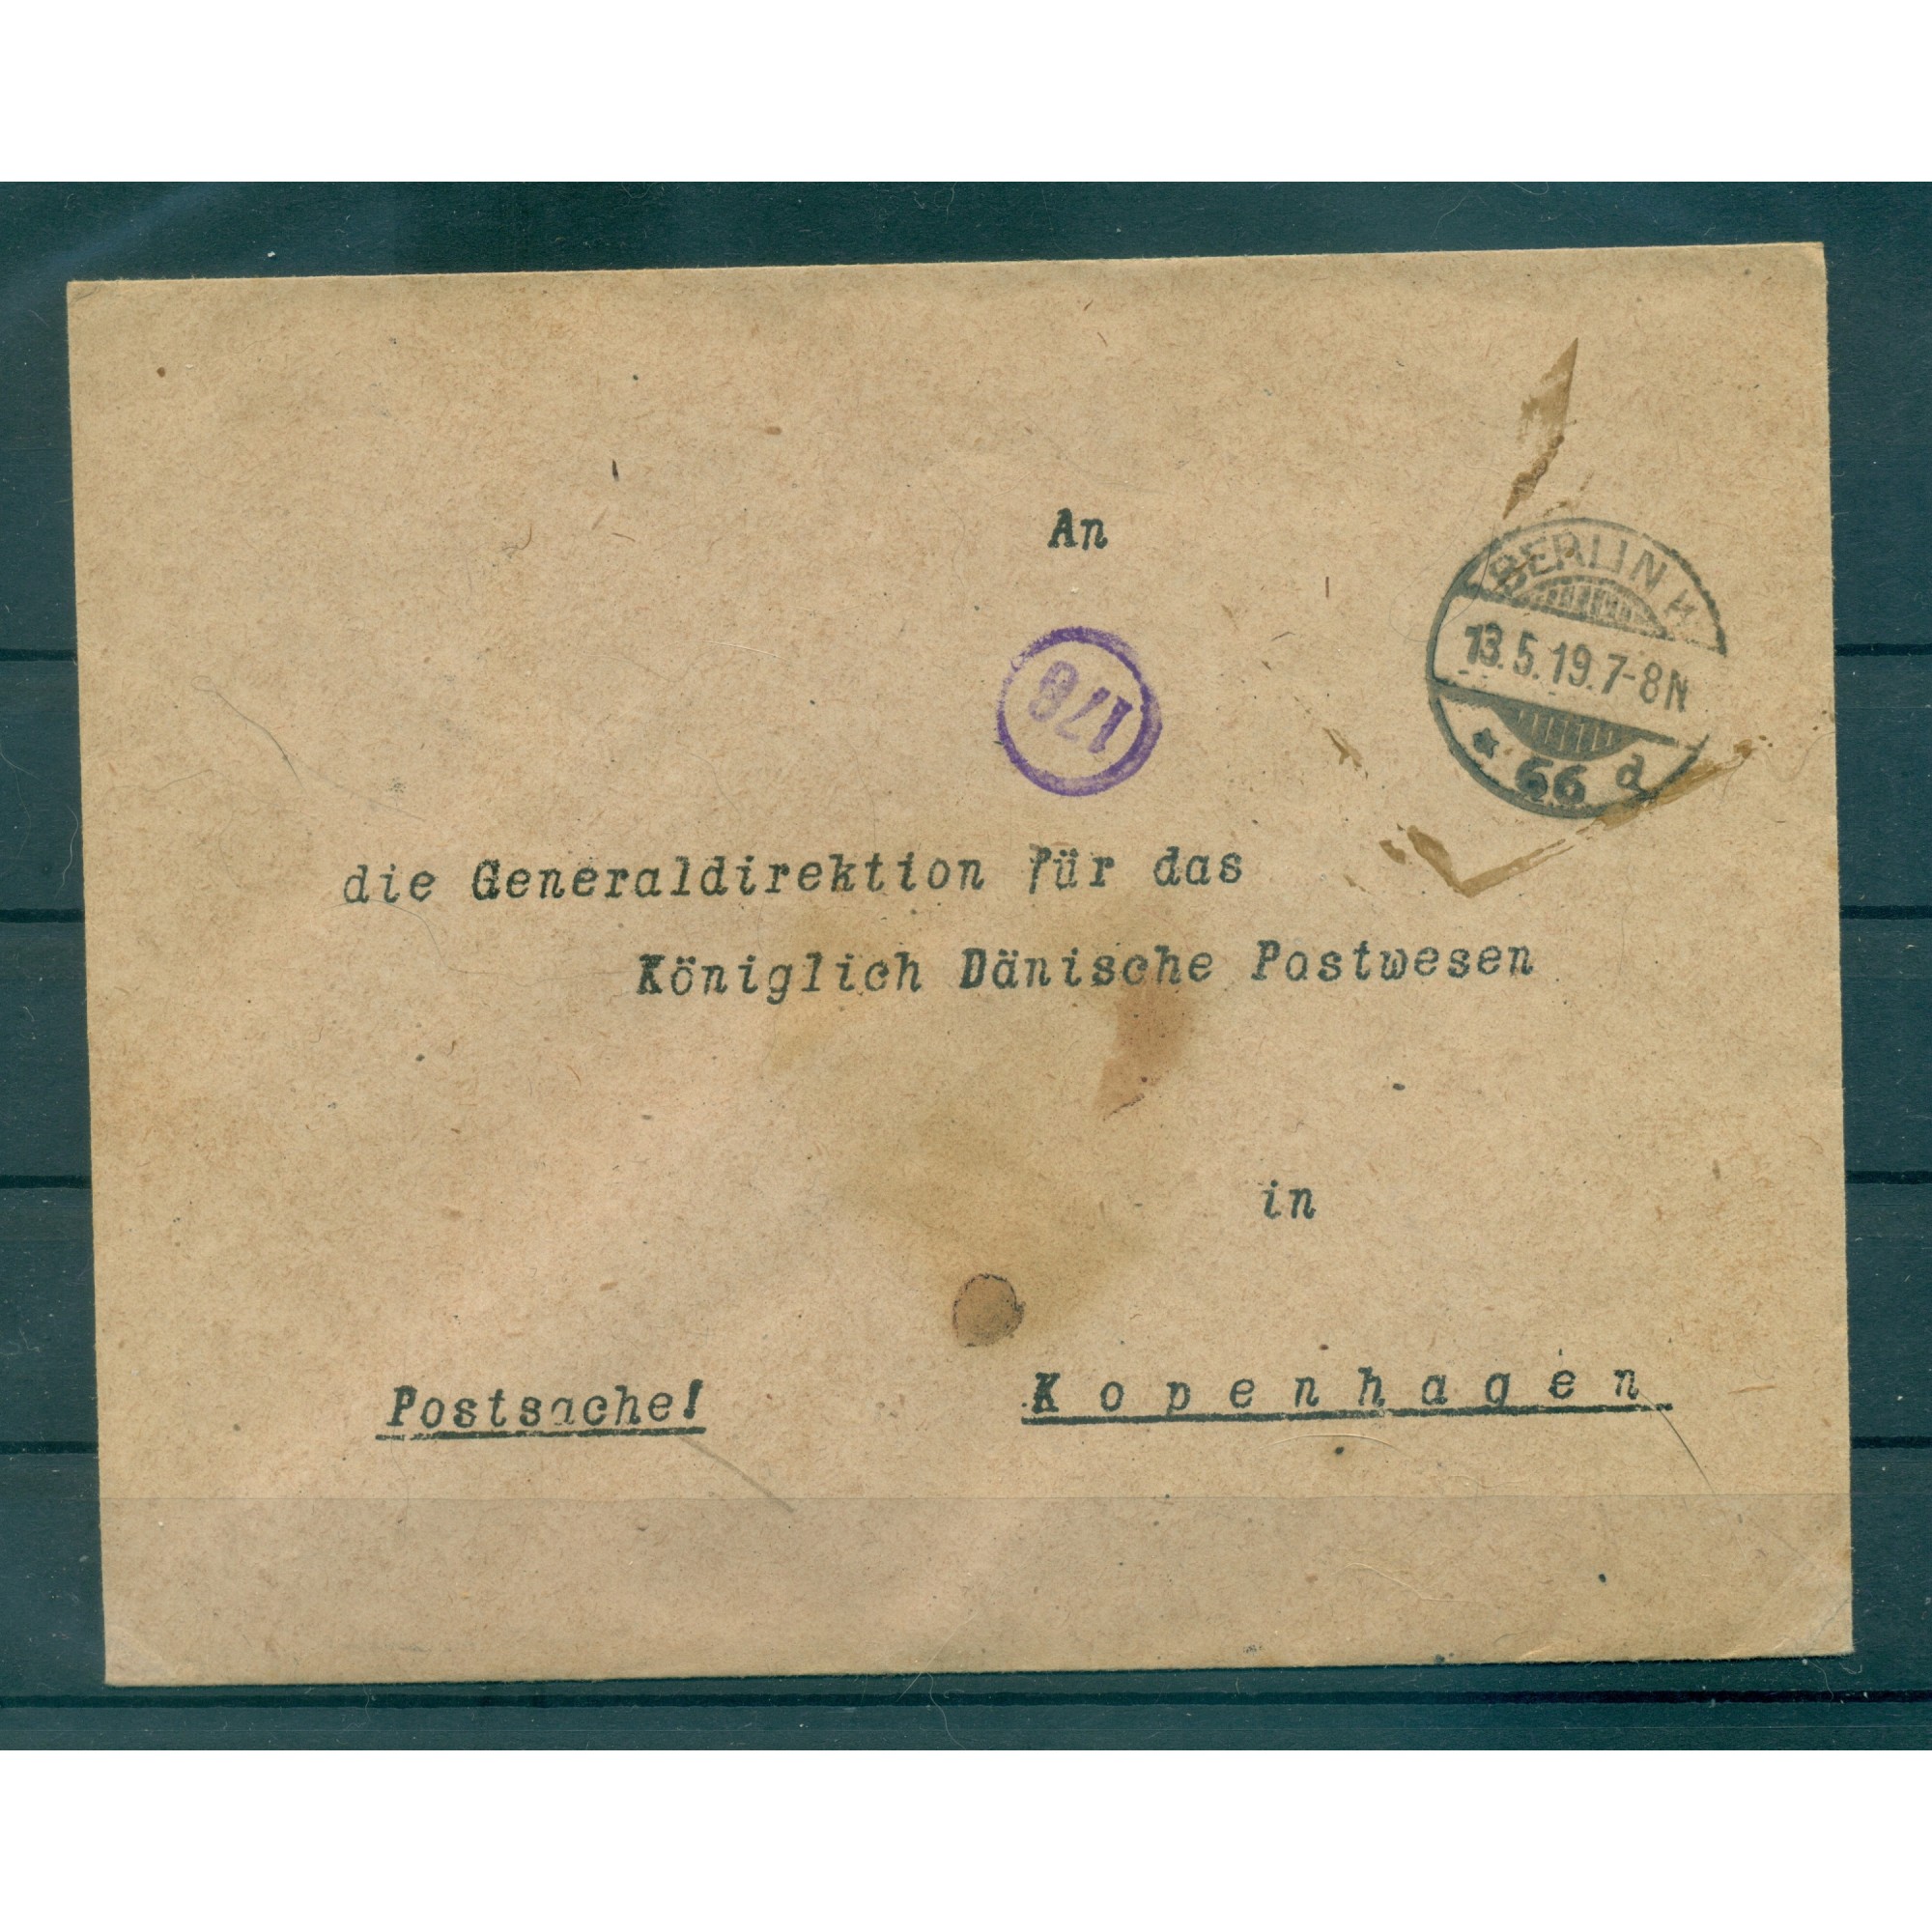 An
BERLIN W
13.5.19.7-8N
* 66 d
178
die Generaldirektion für das
Königlich Dänische Postwesen
in
Postsache! Kopenhagen